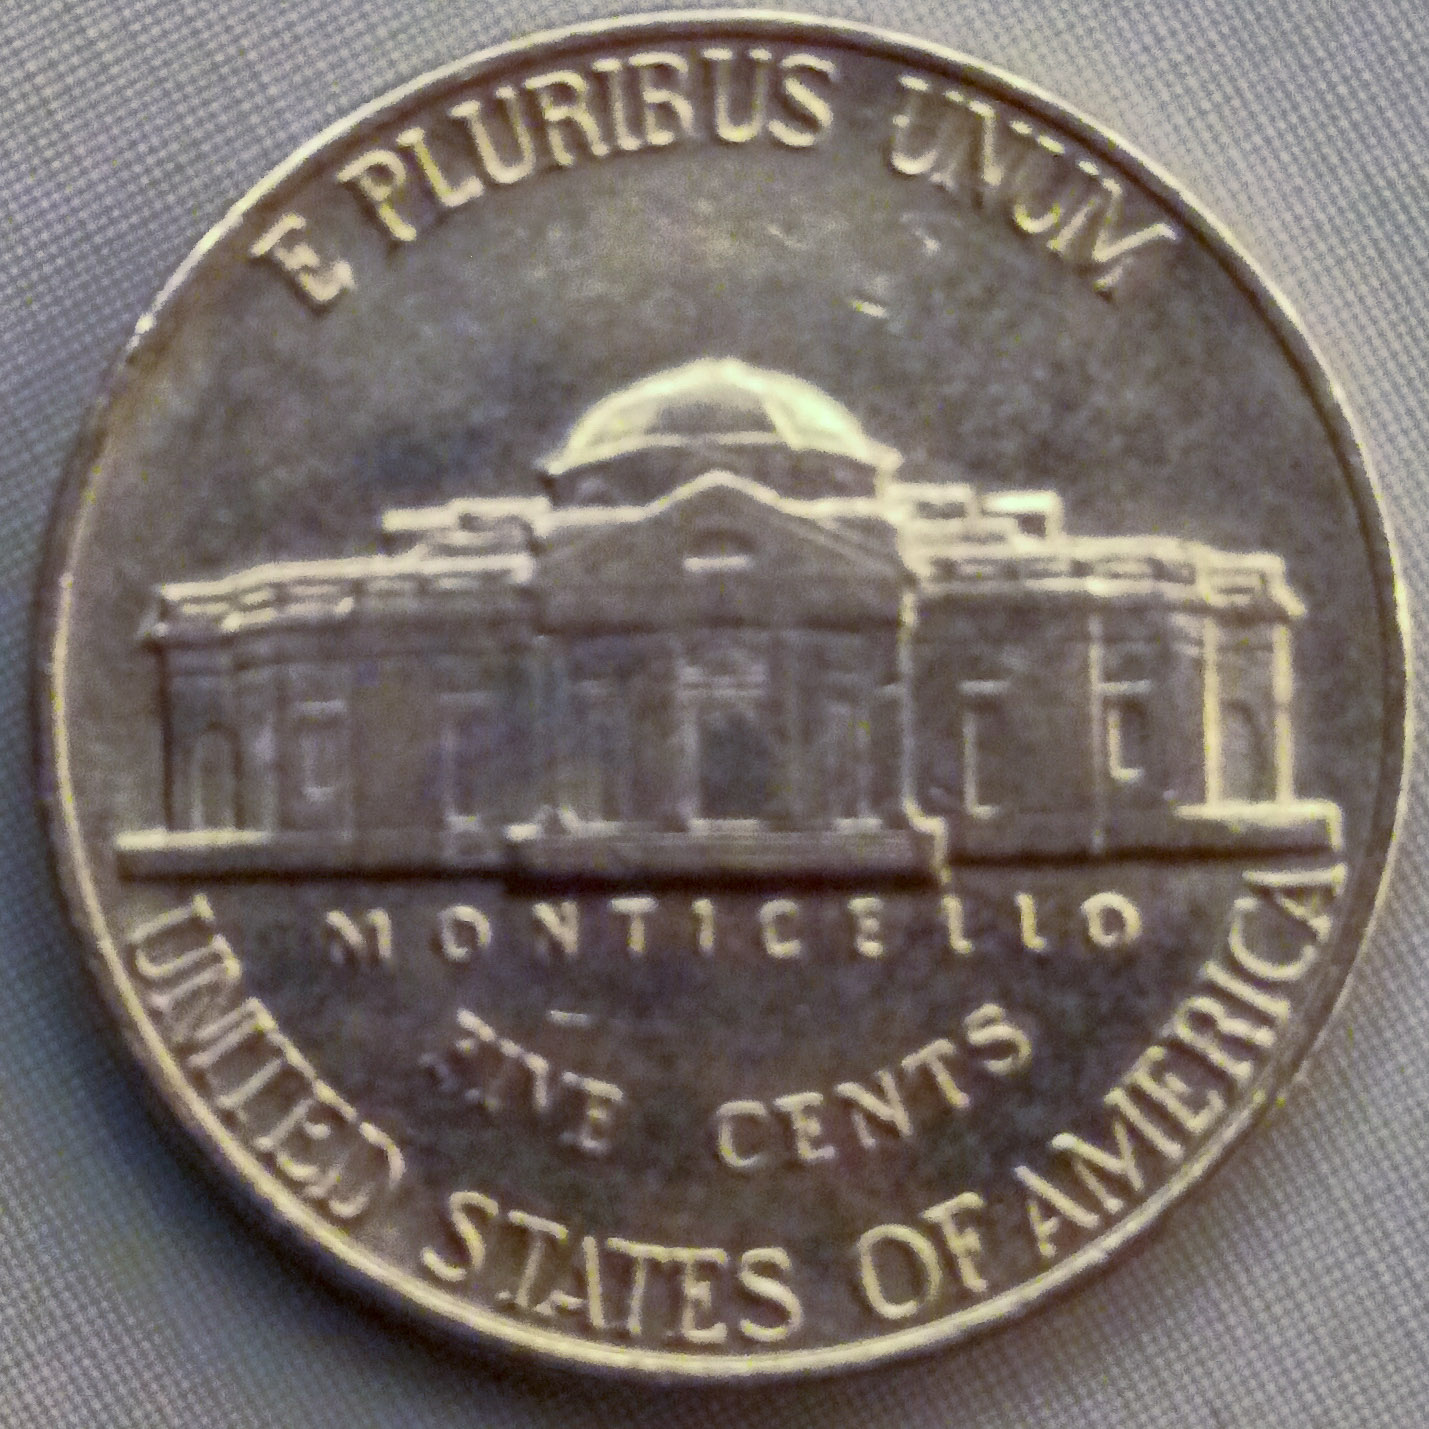 E PLURIBUS UNUM
MONTICELLO
FIVE CENTS
UNITED STATES OF AMERICA